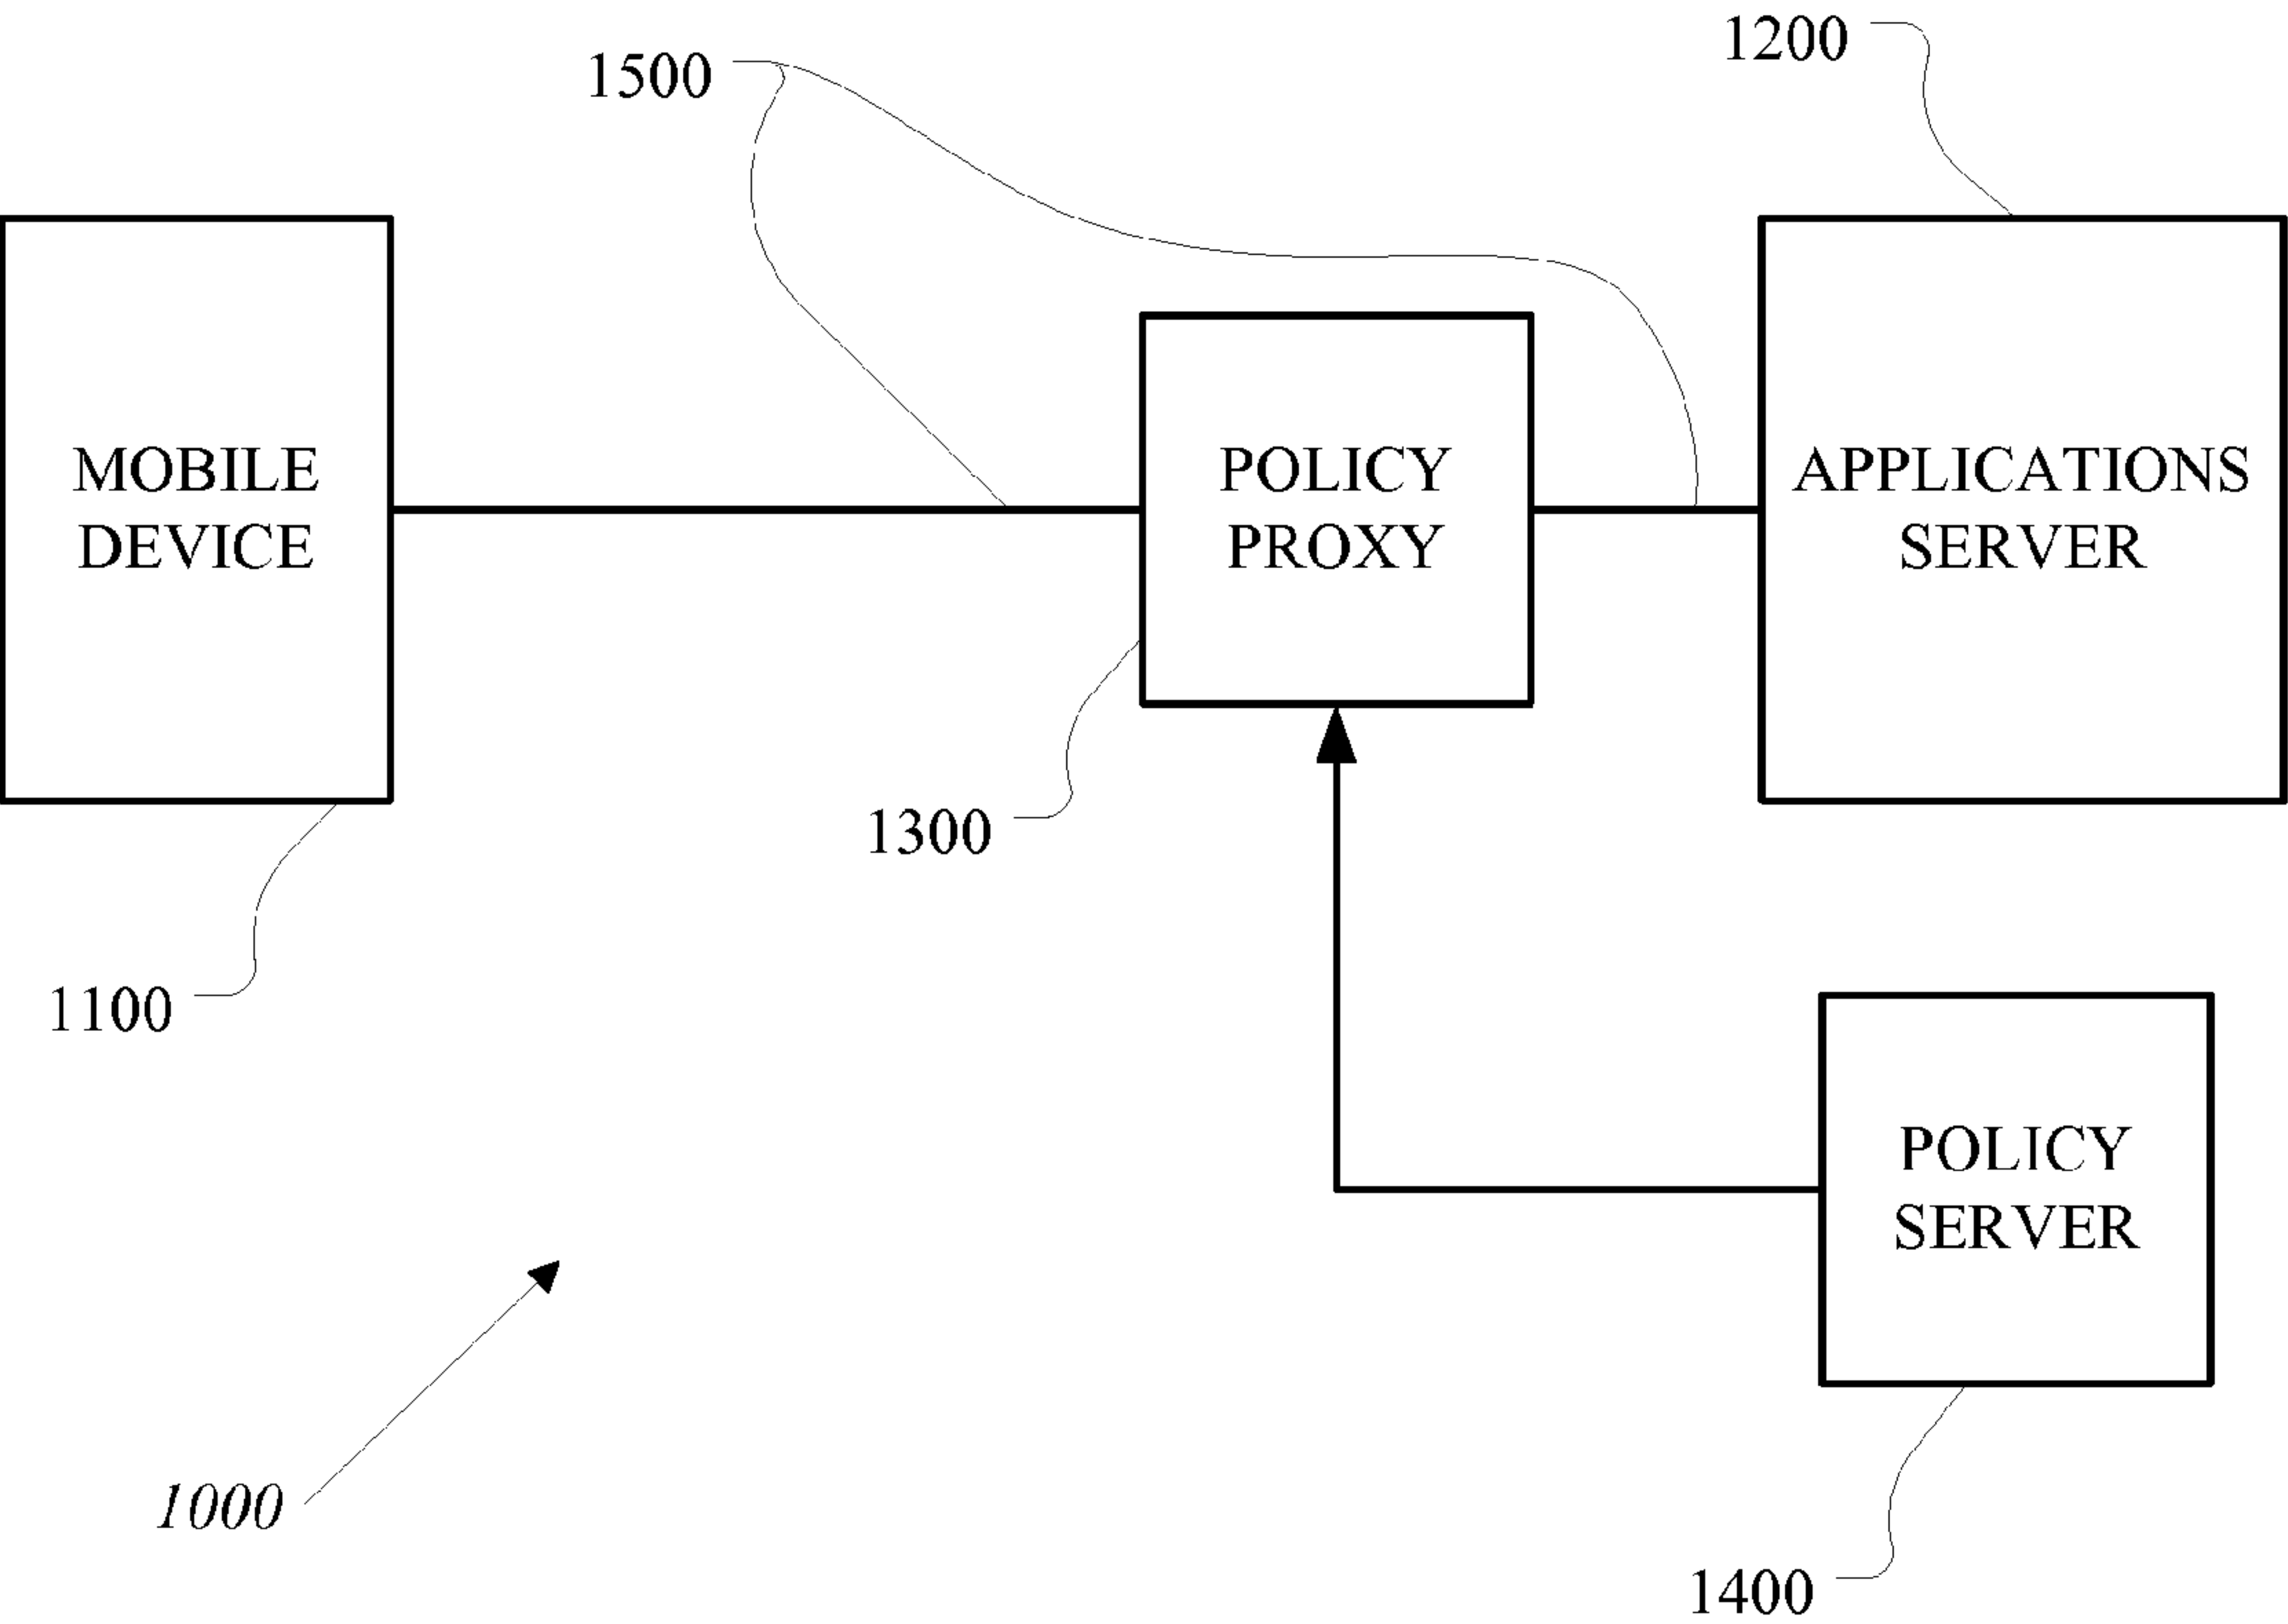 1200
1500
MOBILE
DEVICE
POLICY
PROXY
APPLICATIONS
SERVER
1300
1100
POLICY
SERVER
1000
1400